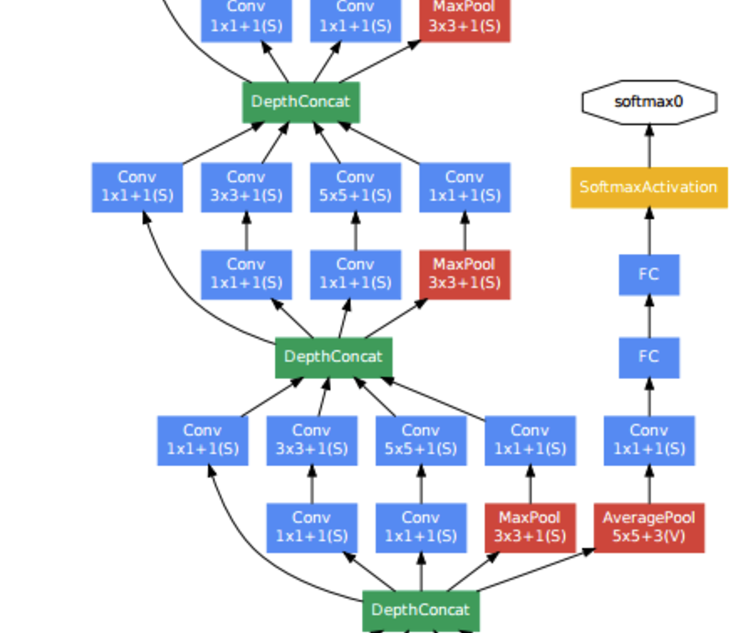 Conv
1x1+1(S)
Conv
1x1+1(S)
MaxPool
3x3+1(S)
DepthConcat
softmax0
Conv
1x1+1(S)
Conv
3x3+1(S)
Conv
5x5+1(S)
Conv
1x1+1(S)
SoftmaxActivation
Conv
1x1+1(S)
Conv
1x1+1(S)
MaxPool
3x3+1(S)
FC
DepthConcat
FC
Conv
1x1+1(S)
Conv
3x3+1(S)
Conv
5x5+1(S)
Conv
1x1+1(S)
Conv
1x1+1(S)
Conv
1x1+1(S)
Conv
1x1+1(S)
MaxPool
3x3+1(S)
AveragePool
5x5+3(V)
DepthConcat